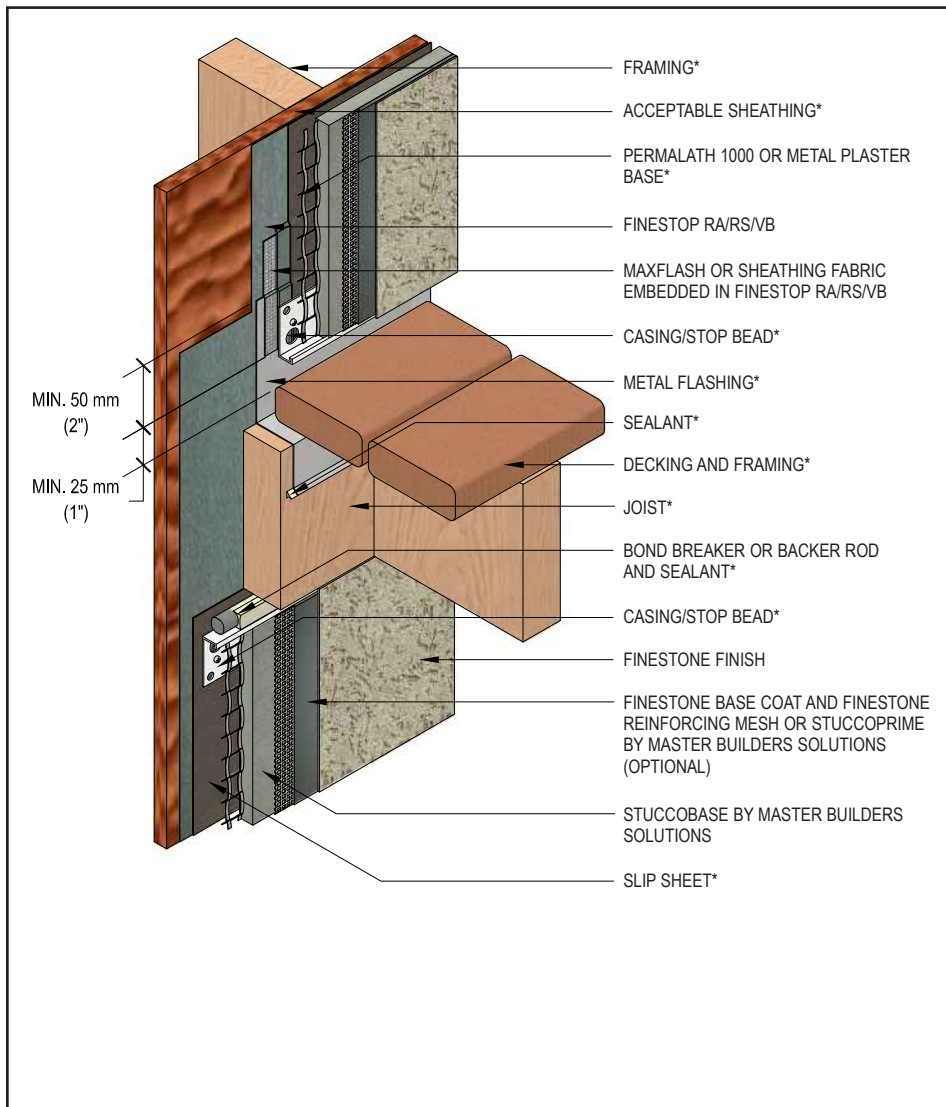 FRAMING*
ACCEPTABLE SHEATHING*
PERMALATH 1000 OR METAL PLASTER
BASE*
FINESTOP RA/RS/VB
MAXFLASH OR SHEATHING FABRIC
EMBEDDED IN FINESTOP RA/RS/VB
CASING/STOP BEAD*
METAL FLASHING*
SEALANT*
DECKING AND FRAMING*
JOIST*
BOND BREAKER OR BACKER ROD
AND SEALANT*
CASING/STOP BEAD*
FINESTONE FINISH
FINESTONE BASE COAT AND FINESTONE
REINFORCING MESH OR STUCCOPRIME
BY MASTER BUILDERS SOLUTIONS
(OPTIONAL)
STUCCOBASE BY MASTER BUILDERS
SOLUTIONS
SLIP SHEET*
MIN. 50 mm
(2")
MIN. 25 mm
(1")